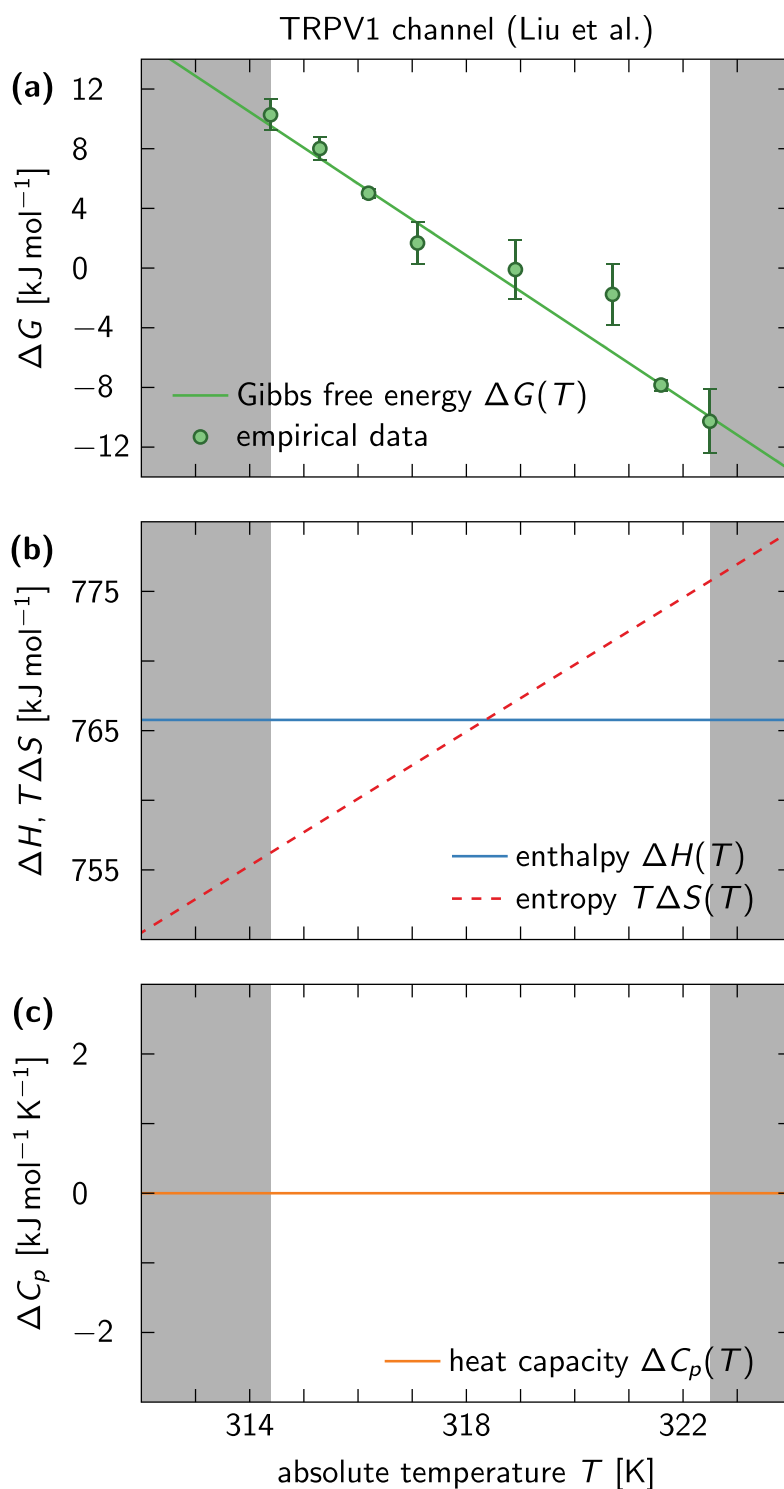 TRPV1 channel (Liu et al.)
(a)
ΔG [kJ mol⁻¹]
12
8
4
0
−4
−8
−12
Gibbs free energy ΔG(T)
empirical data
(b)
ΔH, TΔS [kJ mol⁻¹]
775
765
755
enthalpy ΔH(T)
entropy TΔS(T)
(c)
ΔCₚ [kJ mol⁻¹ K⁻¹]
2
0
−2
heat capacity ΔCₚ(T)
314 318 322
absolute temperature T [K]